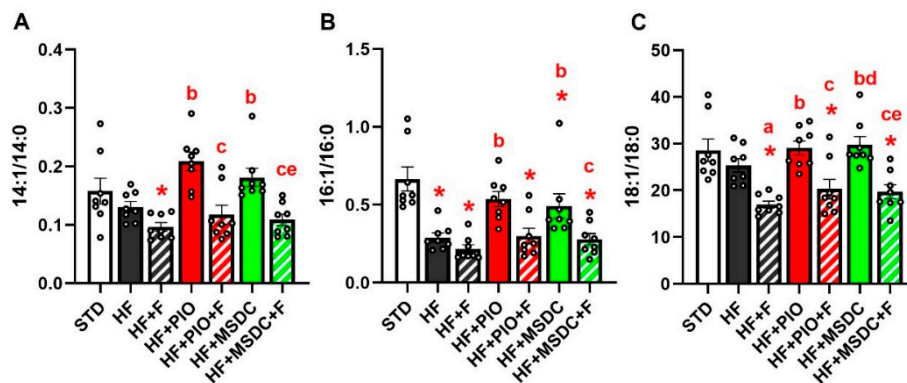 A
14:1/14:0
0.4
0.3
0.2
0.1
0.0
*
b
c
b
ce
STD
HF
HF+F
HF+PIO
HF+PIO+F
HF+MSDC
HF+MSDC+F
B
16:1/16:0
1.5
1.0
0.5
0.0
*
*
b
*
b
*
c
*
STD
HF
HF+F
HF+PIO
HF+PIO+F
HF+MSDC
HF+MSDC+F
C
18:1/18:0
50
40
30
20
10
0
a
*
b
c
*
bd
ce
*
STD
HF
HF+F
HF+PIO
HF+PIO+F
HF+MSDC
HF+MSDC+F